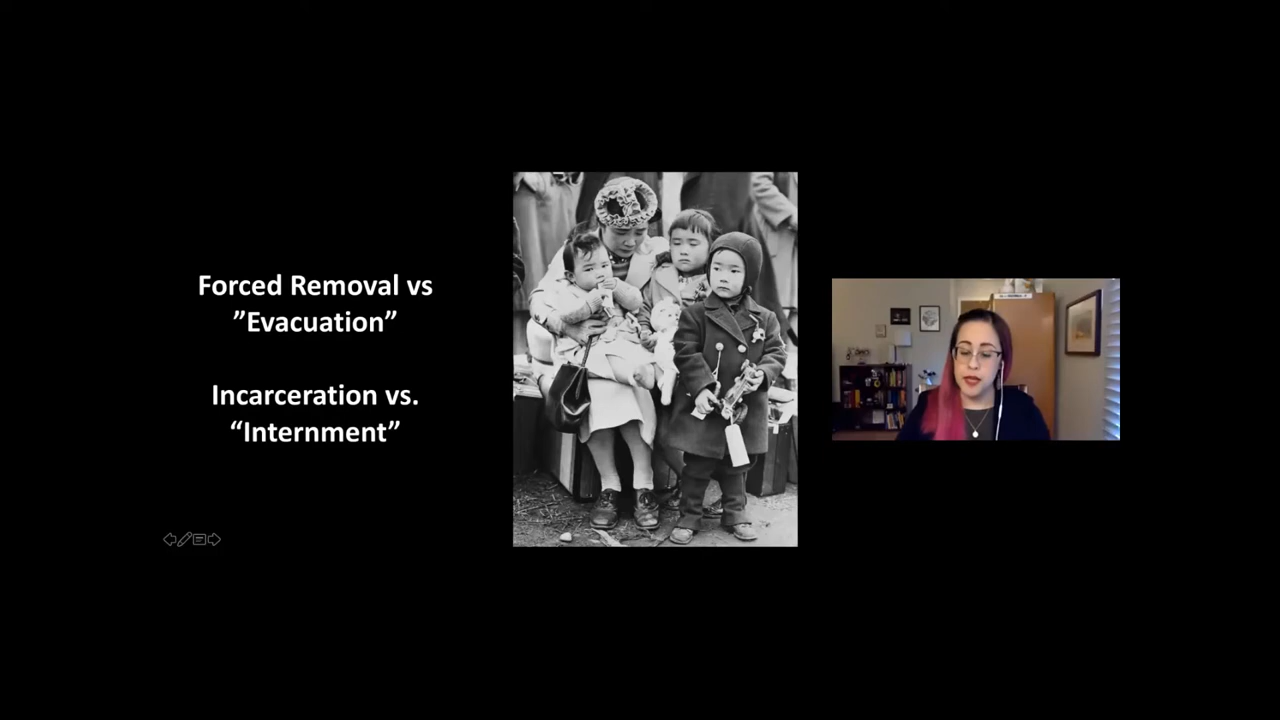 Forced Removal vs
”Evacuation”
Incarceration vs.
“Internment”